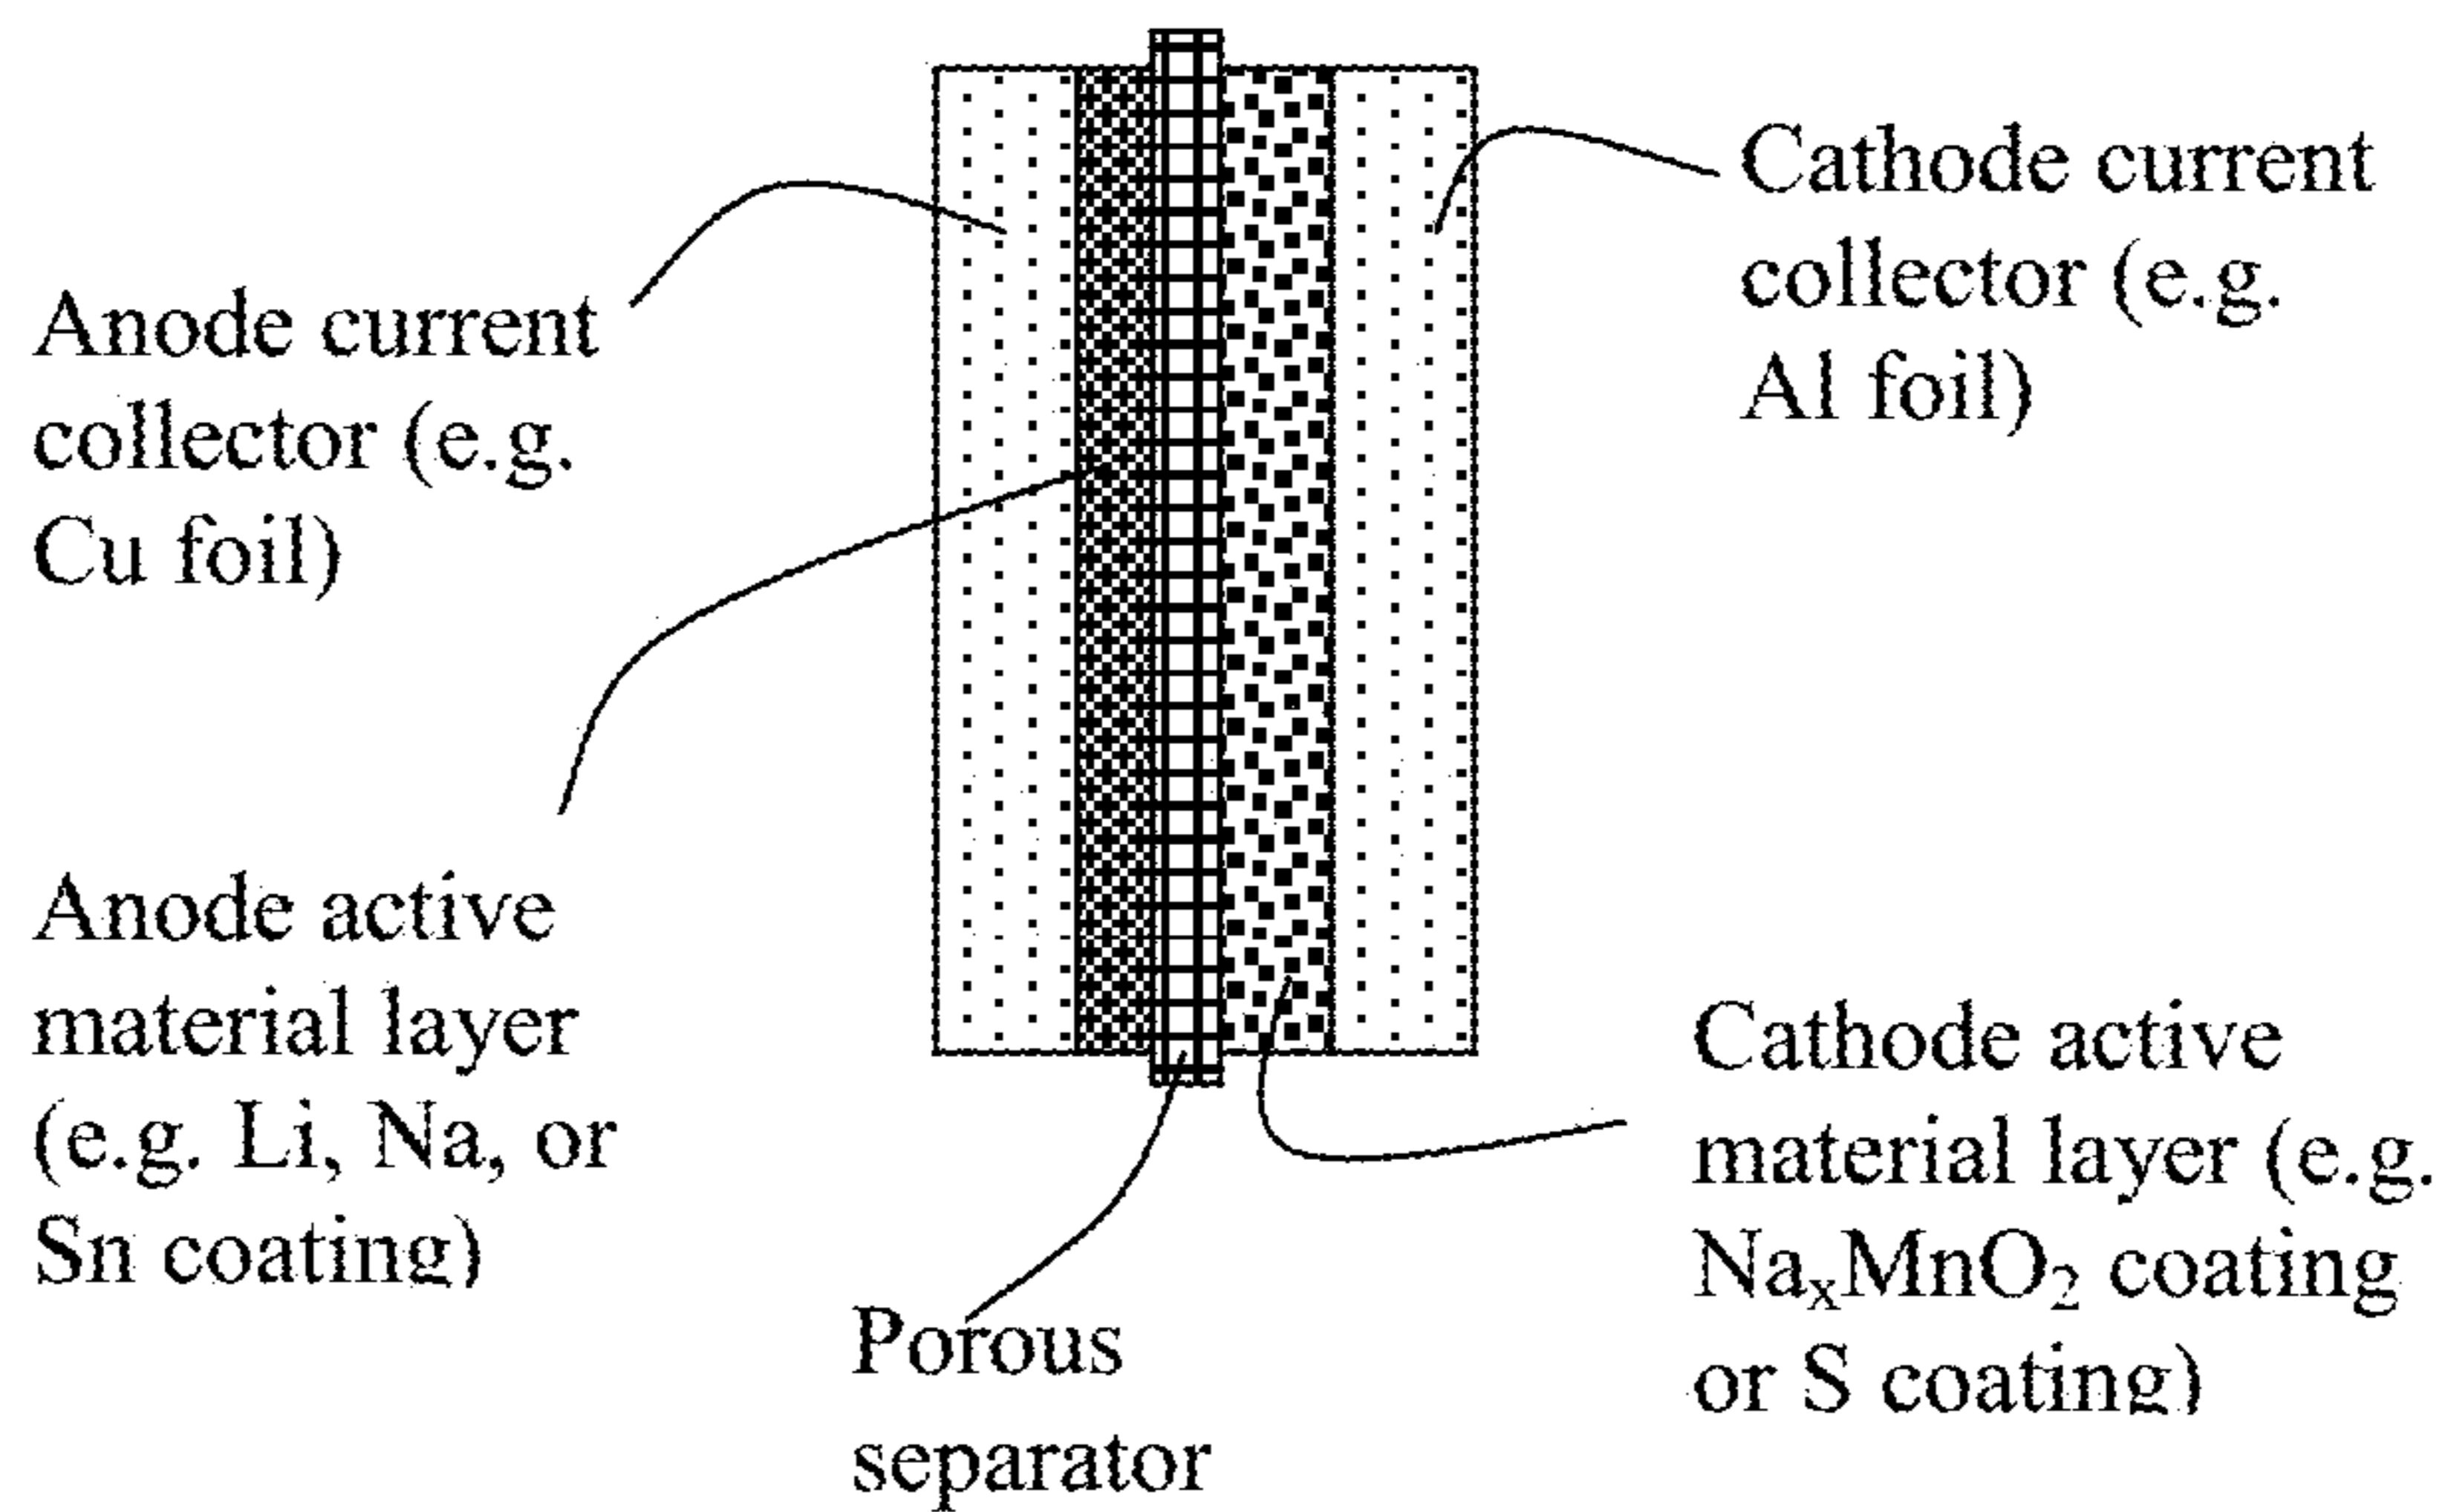 Anode current
collector (e.g.
Cu foil)
Anode active
material layer
(e.g. Li, Na, or
Sn coating)
Porous
separator
Cathode current
collector (e.g.
Al foil)
Cathode active
material layer (e.g.
NaₓMnO₂ coating
or S coating)